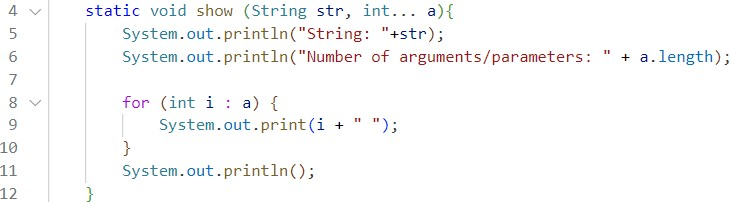 4 static void show (String str, int... a){
5 System.out.println("String: "+str);
6 System.out.println("Number of arguments/parameters: " + a.length);
7
8 for (int i : a) {
9 System.out.print(i + " ");
10 }
11 System.out.println();
12 }